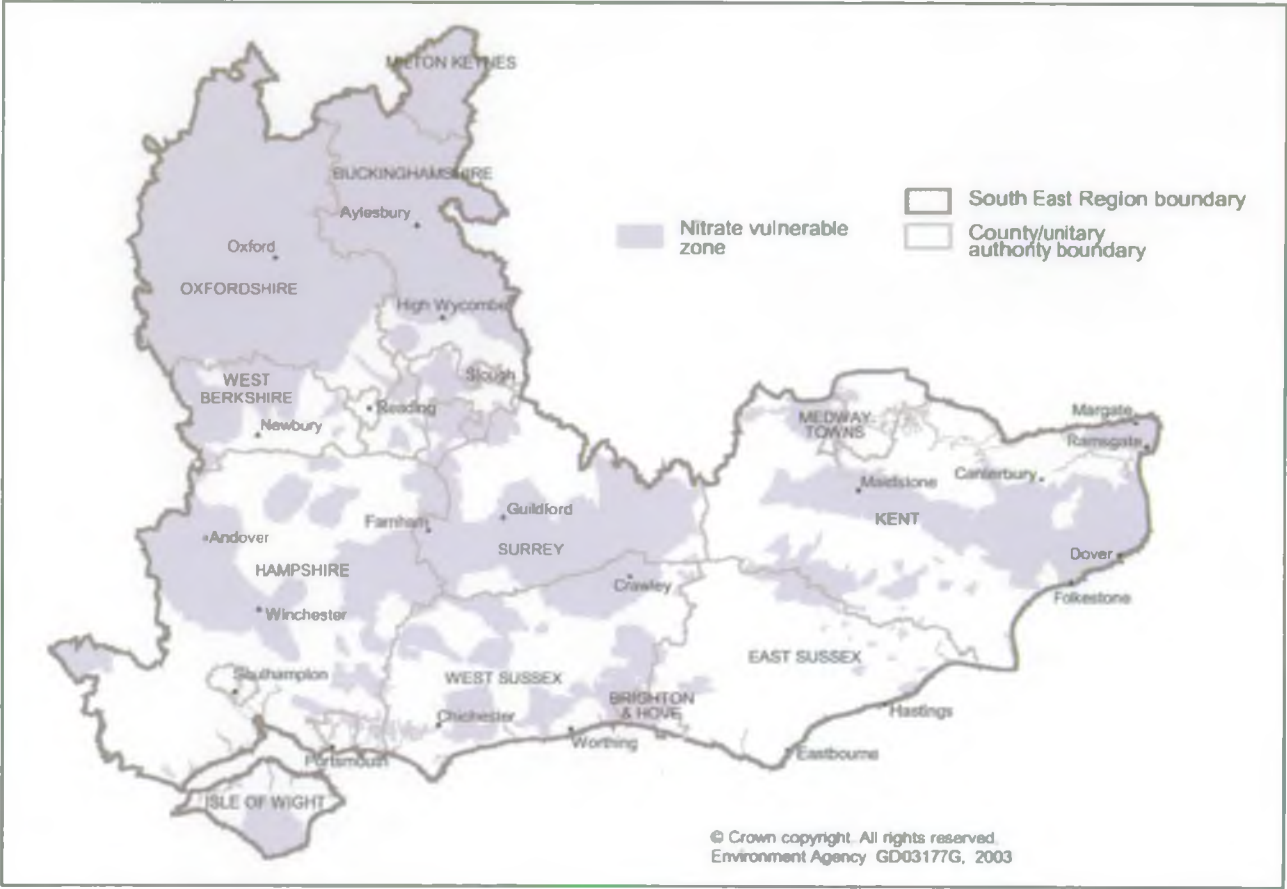 MILTON KEYNES
BUCKINGHAMSHIRE
Aylesbury
Oxford
OXFORDSHIRE
High Wycombe
Nitrate vulnerable
zone
South East Region boundary
County/unitary
authority boundary
WEST
BERKSHIRE
Slough
Reading
Newbury
MEDWAY
TOWNS
Margate
Ramsgate
Canterbury
Maidstone
KENT
Dover
Folkestone
Guildford
Farnham
SURREY
Andover
HAMPSHIRE
Winchester
Crawley
Southampton
WEST SUSSEX
EAST SUSSEX
BRIGHTON
& HOVE
Chichester
Worthing
Hastings
Eastbourne
Portsmouth
ISLE OF WIGHT
© Crown copyright. All rights reserved.
Environment Agency GD03177G, 2003